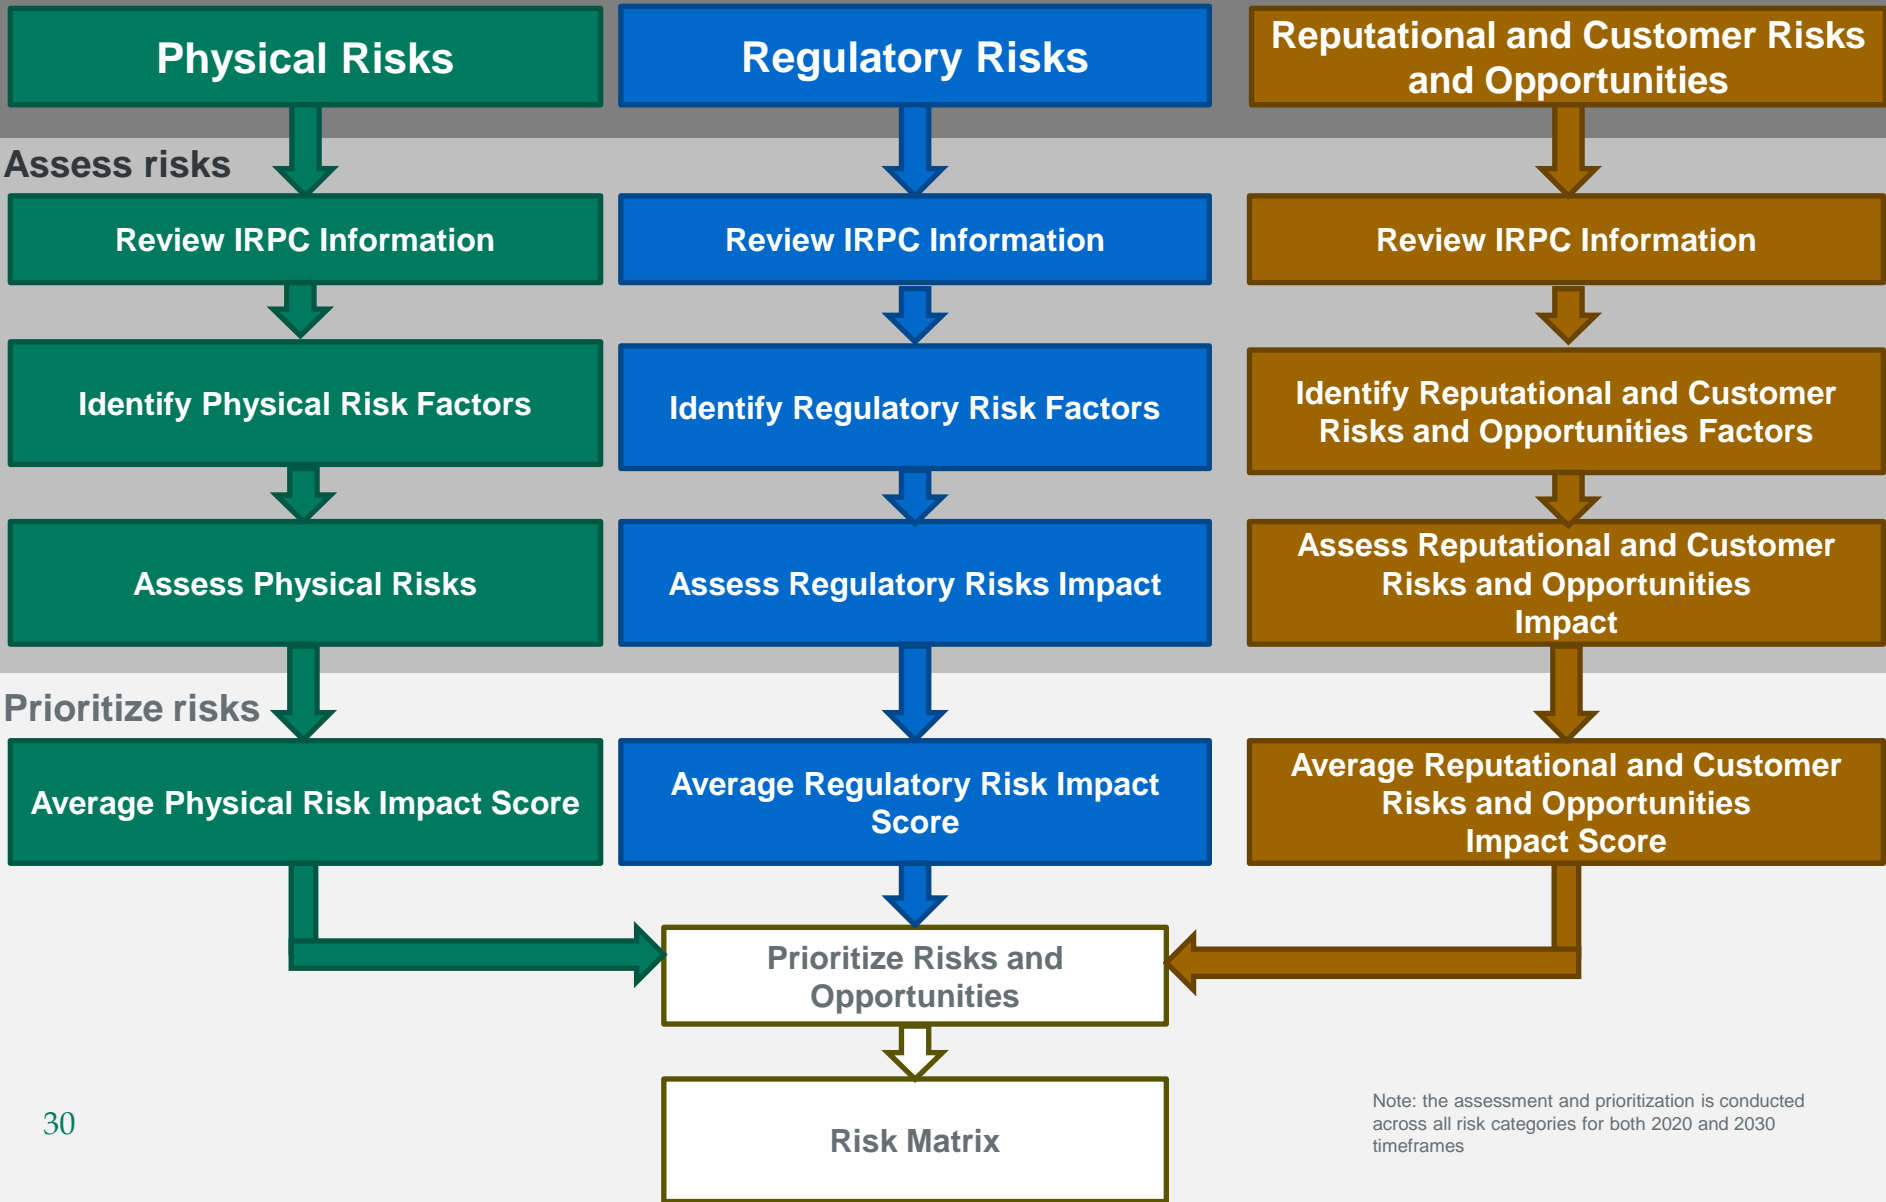 Physical Risks
Regulatory Risks
Reputational and Customer Risks
and Opportunities
Assess risks
Review IRPC Information
Review IRPC Information
Review IRPC Information
Identify Physical Risk Factors
Identify Regulatory Risk Factors
Identify Reputational and Customer
Risks and Opportunities Factors
Assess Physical Risks
Assess Regulatory Risks Impact
Assess Reputational and Customer
Risks and Opportunities
Impact
Prioritize risks
Average Physical Risk Impact Score
Average Regulatory Risk Impact
Score
Average Reputational and Customer
Risks and Opportunities
Impact Score
Prioritize Risks and
Opportunities
Risk Matrix
Note: the assessment and prioritization is conducted
across all risk categories for both 2020 and 2030
timeframes
30